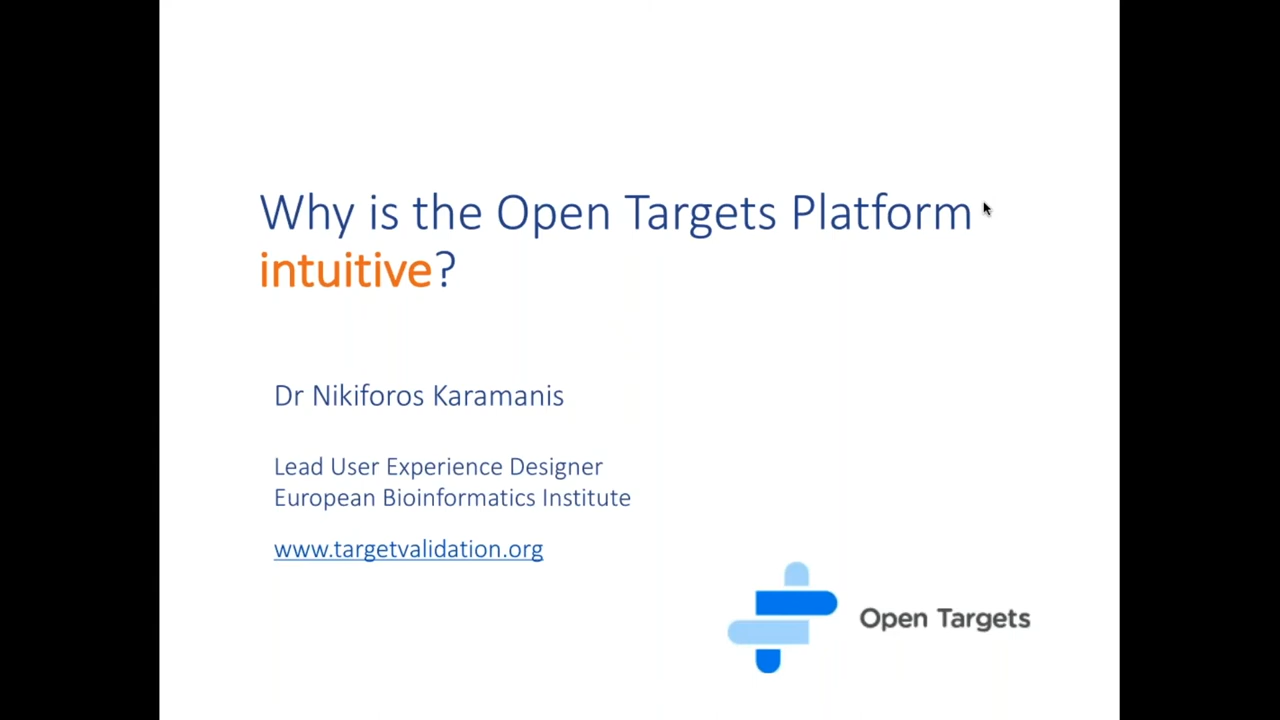 Why is the Open Targets Platform
intuitive?
Dr Nikiforos Karamanis
Lead User Experience Designer
European Bioinformatics Institute
www.targetvalidation.org
Open Targets